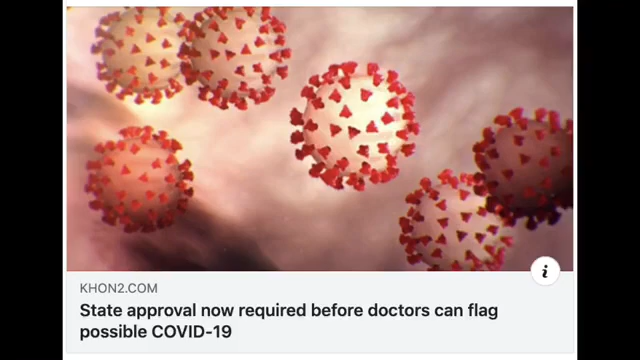 i
KHON2.COM
State approval now required before doctors can flag
possible COVID-19